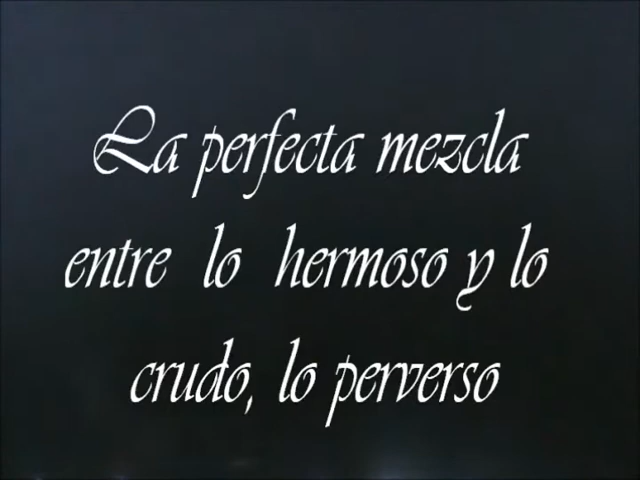 La perfecta mezcla
entre lo hermoso y lo
crudo, lo perverso